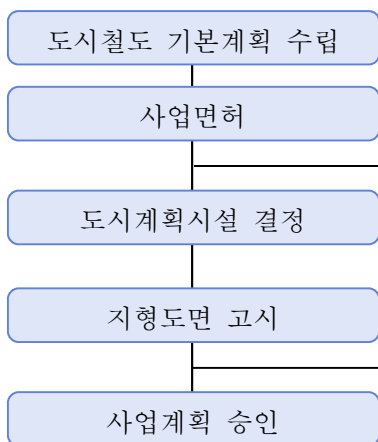 도시철도 기본계획 수립
사업면허
도시계획시설 결정
지형도면 고시
사업계획 승인